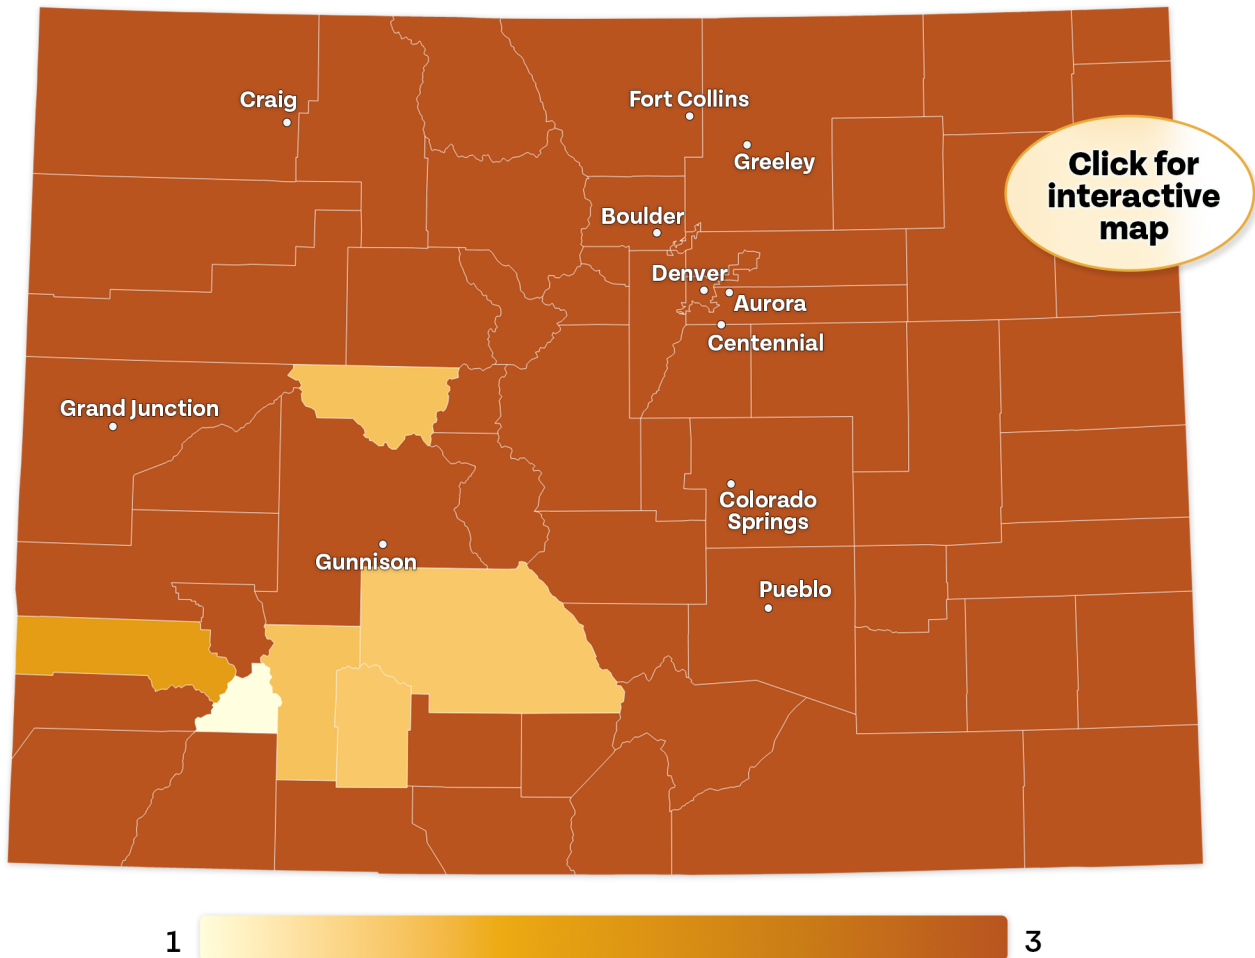 Craig
Fort Collins
Greeley
Click for
interactive
map
Boulder
Denver
Aurora
Centennial
Grand Junction
Colorado
Springs
Gunnison
Pueblo
1
3